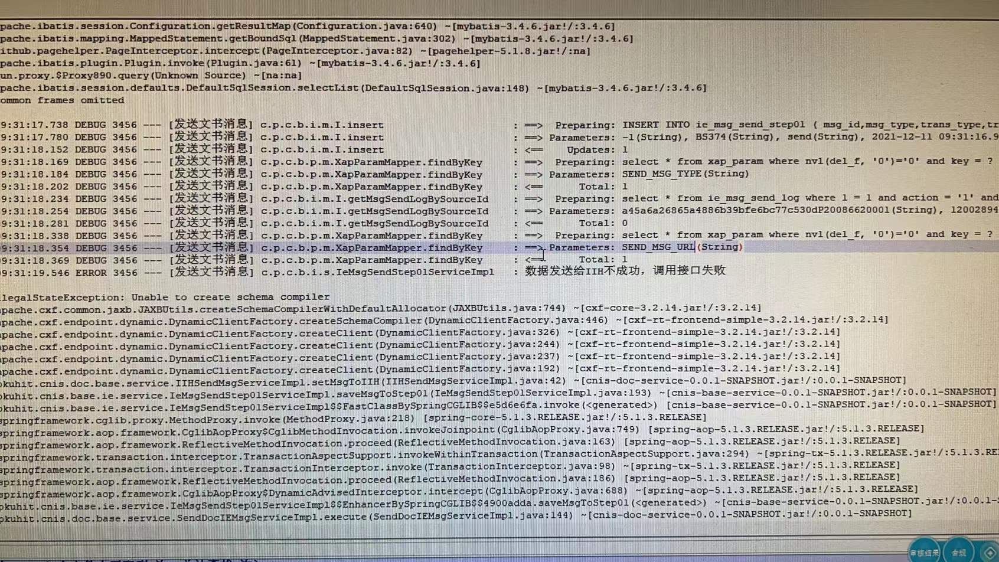 pache.ibatis.session.Configuration.getResultMap(Configuration.java:640) ~[mybatis-3.4.6.jar!/:3.4.6]
pache.ibatis.mapping.MappedStatement.getBoundSql(MappedStatement.java:302) ~[mybatis-3.4.6.jar!/:3.4.6]
ithub.pagehelper.PageInterceptor.intercept(PageInterceptor.java:82) ~[pagehelper-5.1.8.jar!/:na]
pache.ibatis.plugin.Plugin.invoke(Plugin.java:61) ~[mybatis-3.4.6.jar!/:3.4.6]
un.proxy.$Proxy890.query(Unknown Source) ~[na:na]
pache.ibatis.session.defaults.DefaultSqlSession.selectList(DefaultSqlSession.java:148) ~[mybatis-3.4.6.jar!/:3.4.6]
ommon frames omitted
9:31:17.738 DEBUG 3456 --- [发送文书消息] c.p.c.b.i.m.I.insert : ==> Preparing: INSERT INTO ie_msg_send_step01 ( msg_id,msg_type,trans_type,tr
9:31:17.780 DEBUG 3456 --- [发送文书消息] c.p.c.b.i.m.I.insert : ==> Parameters: -1(String), BS374(String), send(String), 2021-12-11 09:31:16.9
9:31:18.152 DEBUG 3456 --- [发送文书消息] c.p.c.b.i.m.I.insert : <== Updates: 1
9:31:18.169 DEBUG 3456 --- [发送文书消息] c.p.c.b.p.m.XapParamMapper.findByKey : ==> Preparing: select * from xap_param where nvl(del_f, '0')='0' and key = ?
9:31:18.184 DEBUG 3456 --- [发送文书消息] c.p.c.b.p.m.XapParamMapper.findByKey : ==> Parameters: SEND_MSG_TYPE(String)
9:31:18.202 DEBUG 3456 --- [发送文书消息] c.p.c.b.p.m.XapParamMapper.findByKey : <== Total: 1
9:31:18.234 DEBUG 3456 --- [发送文书消息] c.p.c.b.i.m.I.getMsgSendLogBySourceId : ==> Preparing: select * from ie_msg_send_log where 1 = 1 and action = '1' and
9:31:18.254 DEBUG 3456 --- [发送文书消息] c.p.c.b.i.m.I.getMsgSendLogBySourceId : ==> Parameters: a45a6a26865a4886b39bfe6bc77c530dP20086620001(String), 12002894
9:31:18.281 DEBUG 3456 --- [发送文书消息] c.p.c.b.i.m.I.getMsgSendLogBySourceId : <== Total: 0
09:31:18.338 DEBUG 3456 --- [发送文书消息] c.p.c.b.p.m.XapParamMapper.findByKey : ==> Preparing: select * from xap_param where nvl(del_f, '0')='0' and key = ?
09:31:18.354 DEBUG 3456 --- [发送文书消息] c.p.c.b.p.m.XapParamMapper.findByKey : ==> Parameters: SEND_MSG_URL(String)
09:31:18.369 DEBUG 3456 --- [发送文书消息] c.p.c.b.p.m.XapParamMapper.findByKey : <== Total: 1
09:31:19.546 ERROR 3456 --- [发送文书消息] c.p.c.b.i.s.IeMsgSendStep01ServiceImpl : 数据发送给IIH不成功，调用接口失败
llegalStateException: Unable to create schema compiler
apache.cxf.common.jaxb.JAXBUtils.createSchemaCompilerWithDefaultAllocator(JAXBUtils.java:744) ~[cxf-core-3.2.14.jar!/:3.2.14]
apache.cxf.endpoint.dynamic.DynamicClientFactory.createSchemaCompiler(DynamicClientFactory.java:446) ~[cxf-rt-frontend-simple-3.2.14.jar!/:3.2.14]
apache.cxf.endpoint.dynamic.DynamicClientFactory.createClient(DynamicClientFactory.java:326) ~[cxf-rt-frontend-simple-3.2.14.jar!/:3.2.14]
apache.cxf.endpoint.dynamic.DynamicClientFactory.createClient(DynamicClientFactory.java:244) ~[cxf-rt-frontend-simple-3.2.14.jar!/:3.2.14]
apache.cxf.endpoint.dynamic.DynamicClientFactory.createClient(DynamicClientFactory.java:237) ~[cxf-rt-frontend-simple-3.2.14.jar!/:3.2.14]
apache.cxf.endpoint.dynamic.DynamicClientFactory.createClient(DynamicClientFactory.java:192) ~[cxf-rt-frontend-simple-3.2.14.jar!/:3.2.14]
pkuhit.cnis.doc.base.service.IIHSendMsgServiceImpl.setMsgToIIH(IIHSendMsgServiceImpl.java:42) ~[cnis-doc-service-0.0.1-SNAPSHOT.jar!/:0.0.1-SNAPSHOT]
pkuhit.cnis.base.ie.service.IeMsgSendStep01ServiceImpl.saveMsgToStep01(IeMsgSendStep01ServiceImpl.java:193) ~[cnis-base-service-0.0.1-SNAPSHOT.jar!/:0.0.1-SNAPSHOT]
pkuhit.cnis.base.ie.service.IeMsgSendStep01ServiceImpl$$FastClassBySpringCGLIB$$e5d6e6fa.invoke(<generated>) [cnis-base-service-0.0.1-SNAPSHOT.jar!/:0.0.1-SNAPSHOT]
springframework.cglib.proxy.MethodProxy.invoke(MethodProxy.java:218) [spring-core-5.1.3.RELEASE.jar!/:5.1.3.RELEASE]
springframework.aop.framework.CglibAopProxy$CglibMethodInvocation.invokeJoinpoint(CglibAopProxy.java:749) [spring-aop-5.1.3.RELEASE.jar!/:5.1.3.RELEASE]
springframework.aop.framework.ReflectiveMethodInvocation.proceed(ReflectiveMethodInvocation.java:163) [spring-aop-5.1.3.RELEASE.jar!/:5.1.3.RELEASE]
springframework.transaction.interceptor.TransactionAspectSupport.invokeWithinTransaction(TransactionAspectSupport.java:294) ~[spring-tx-5.1.3.RELEASE.jar!/:5.1.3.REL
springframework.transaction.interceptor.TransactionInterceptor.invoke(TransactionInterceptor.java:98) ~[spring-tx-5.1.3.RELEASE.jar!/:5.1.3.RELEASE]
springframework.aop.framework.ReflectiveMethodInvocation.proceed(ReflectiveMethodInvocation.java:186) [spring-aop-5.1.3.RELEASE.jar!/:5.1.3.RELEASE]
springframework.aop.framework.CglibAopProxy$DynamicAdvisedInterceptor.intercept(CglibAopProxy.java:688) ~[spring-aop-5.1.3.RELEASE.jar!/:5.1.3.RELEASE]
pkuhit.cnis.base.ie.service.IeMsgSendStep01ServiceImpl$$EnhancerBySpringCGLIB$$4900adda.saveMsgToStep01(<generated>) ~[cnis-base-service-0.0.1-SNAPSHOT.jar!/:0.0.1-S
pkuhit.cnis.doc.base.service.SendDocIEMsgServiceImpl.execute(SendDocIEMsgServiceImpl.java:144) ~[cnis-doc-service-0.0.1-SNAPSHOT.jar!/:0.0.1-SNAPSHOT]
审核结果
合规